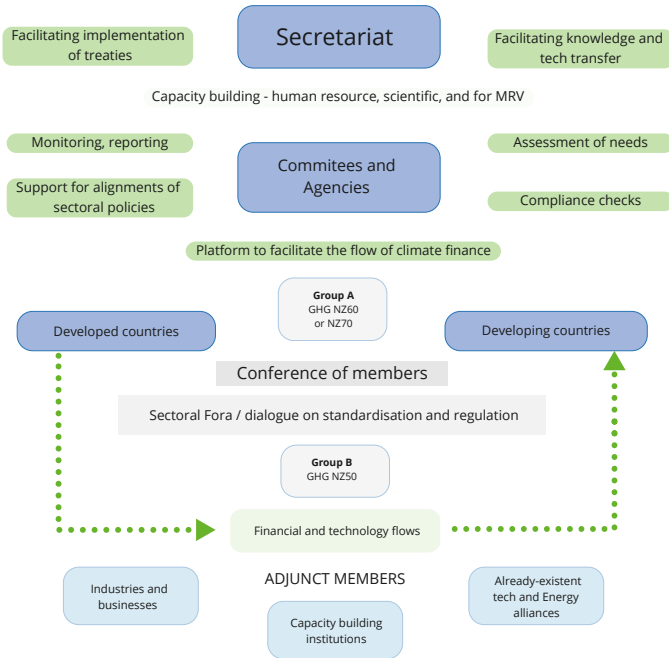 Facilitating implementation
of treaties
Secretariat
Facilitating knowledge and
tech transfer
Capacity building - human resource, scientific, and for MRV
Monitoring, reporting
Commitees and
Agencies
Assessment of needs
Support for alignments of
sectoral policies
Compliance checks
Platform to facilitate the flow of climate finance
Group A
GHG NZ60
or NZ70
Developed countries
Developing countries
Conference of members
Sectoral Fora / dialogue on standardisation and regulation
Group B
GHG NZ50
Financial and technology flows
Industries and
businesses
ADJUNCT MEMBERS
Already-existent
tech and Energy
alliances
Capacity building
institutions